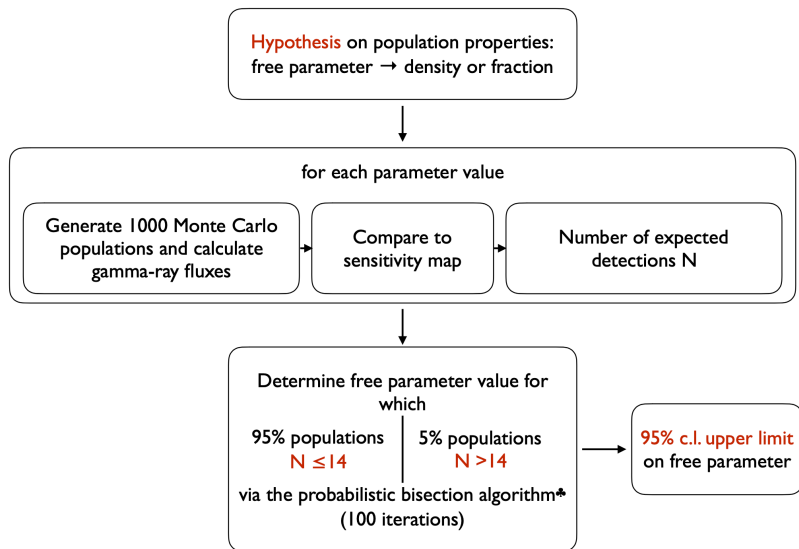 Hypothesis on population properties:
free parameter → density or fraction
for each parameter value
Generate 1000 Monte Carlo
populations and calculate
gamma-ray fluxes
Compare to
sensitivity map
Number of expected
detections N
Determine free parameter value for
which
95% populations
N ≤14
5% populations
N >14
via the probabilistic bisection algorithm♣
(100 iterations)
95% c.l. upper limit
on free parameter